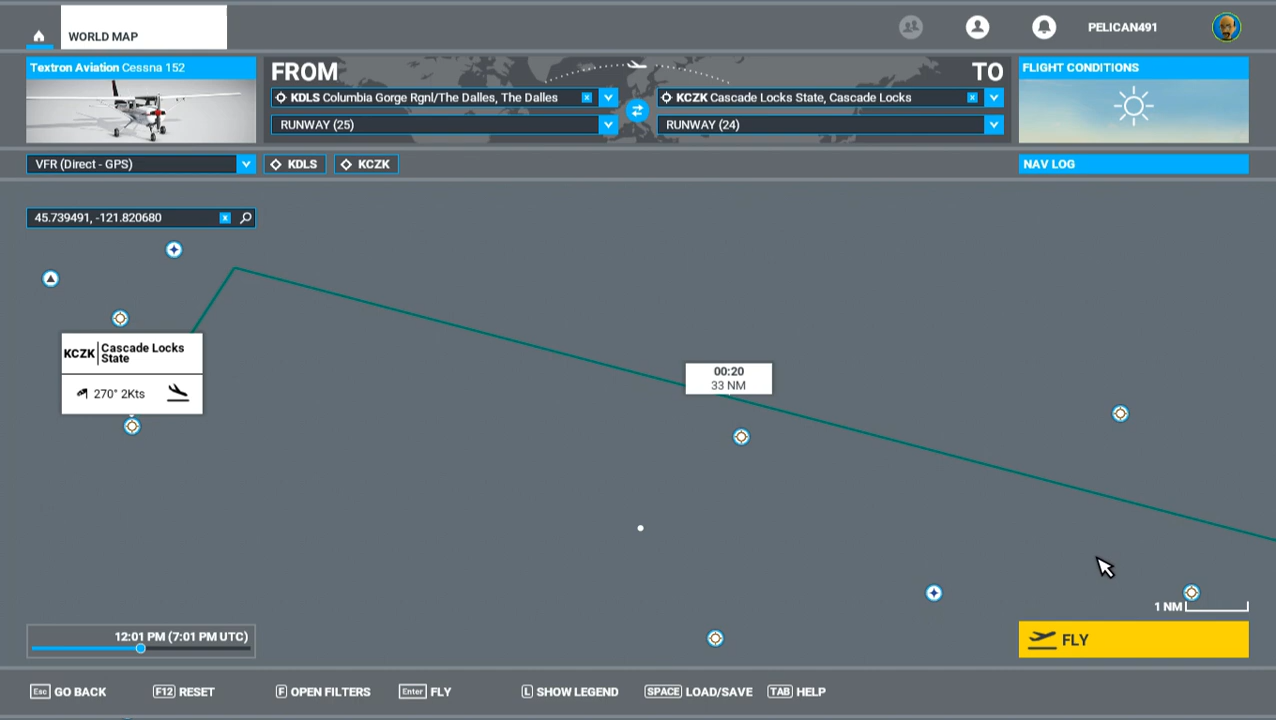 WORLD MAP
PELICAN491
Textron Aviation Cessna 152
FROM
TO
KDLS Columbia Gorge Rgnl/The Dalles, The Dalles
x
KCZK Cascade Locks State, Cascade Locks
x
RUNWAY (25)
RUNWAY (24)
FLIGHT CONDITIONS
VFR (Direct - GPS)
KDLS
KCZK
NAV LOG
45.739491, -121.820680
x
KCZK
Cascade Locks
State
270° 2Kts
00:20
33 NM
1 NM
12:01 PM (7:01 PM UTC)
FLY
Esc GO BACK
F12 RESET
F OPEN FILTERS
Enter FLY
L SHOW LEGEND
SPACE LOAD/SAVE
TAB HELP